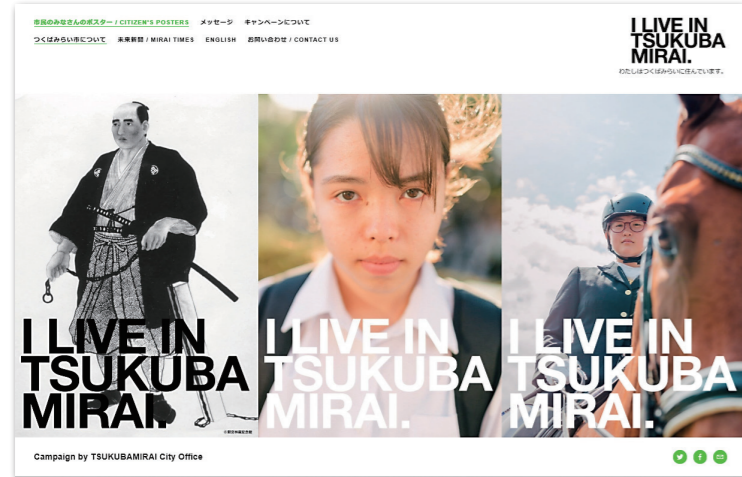 市民のみなさんのポスター / CITIZEN'S POSTERS メッセージ キャンペーンについて
つくばみらい市について 未来新聞 / MIRAI TIMES ENGLISH お問い合わせ / CONTACT US
I LIVE IN
TSUKUBA
MIRAI.
わたしはつくばみらいに住んでいます。
I LIVE IN
TSUKUBA
MIRAI.
I LIVE IN
TSUKUBA
MIRAI.
I LIVE IN
TSUKUBA
MIRAI.
Campaign by TSUKUBAMIRAI City Office